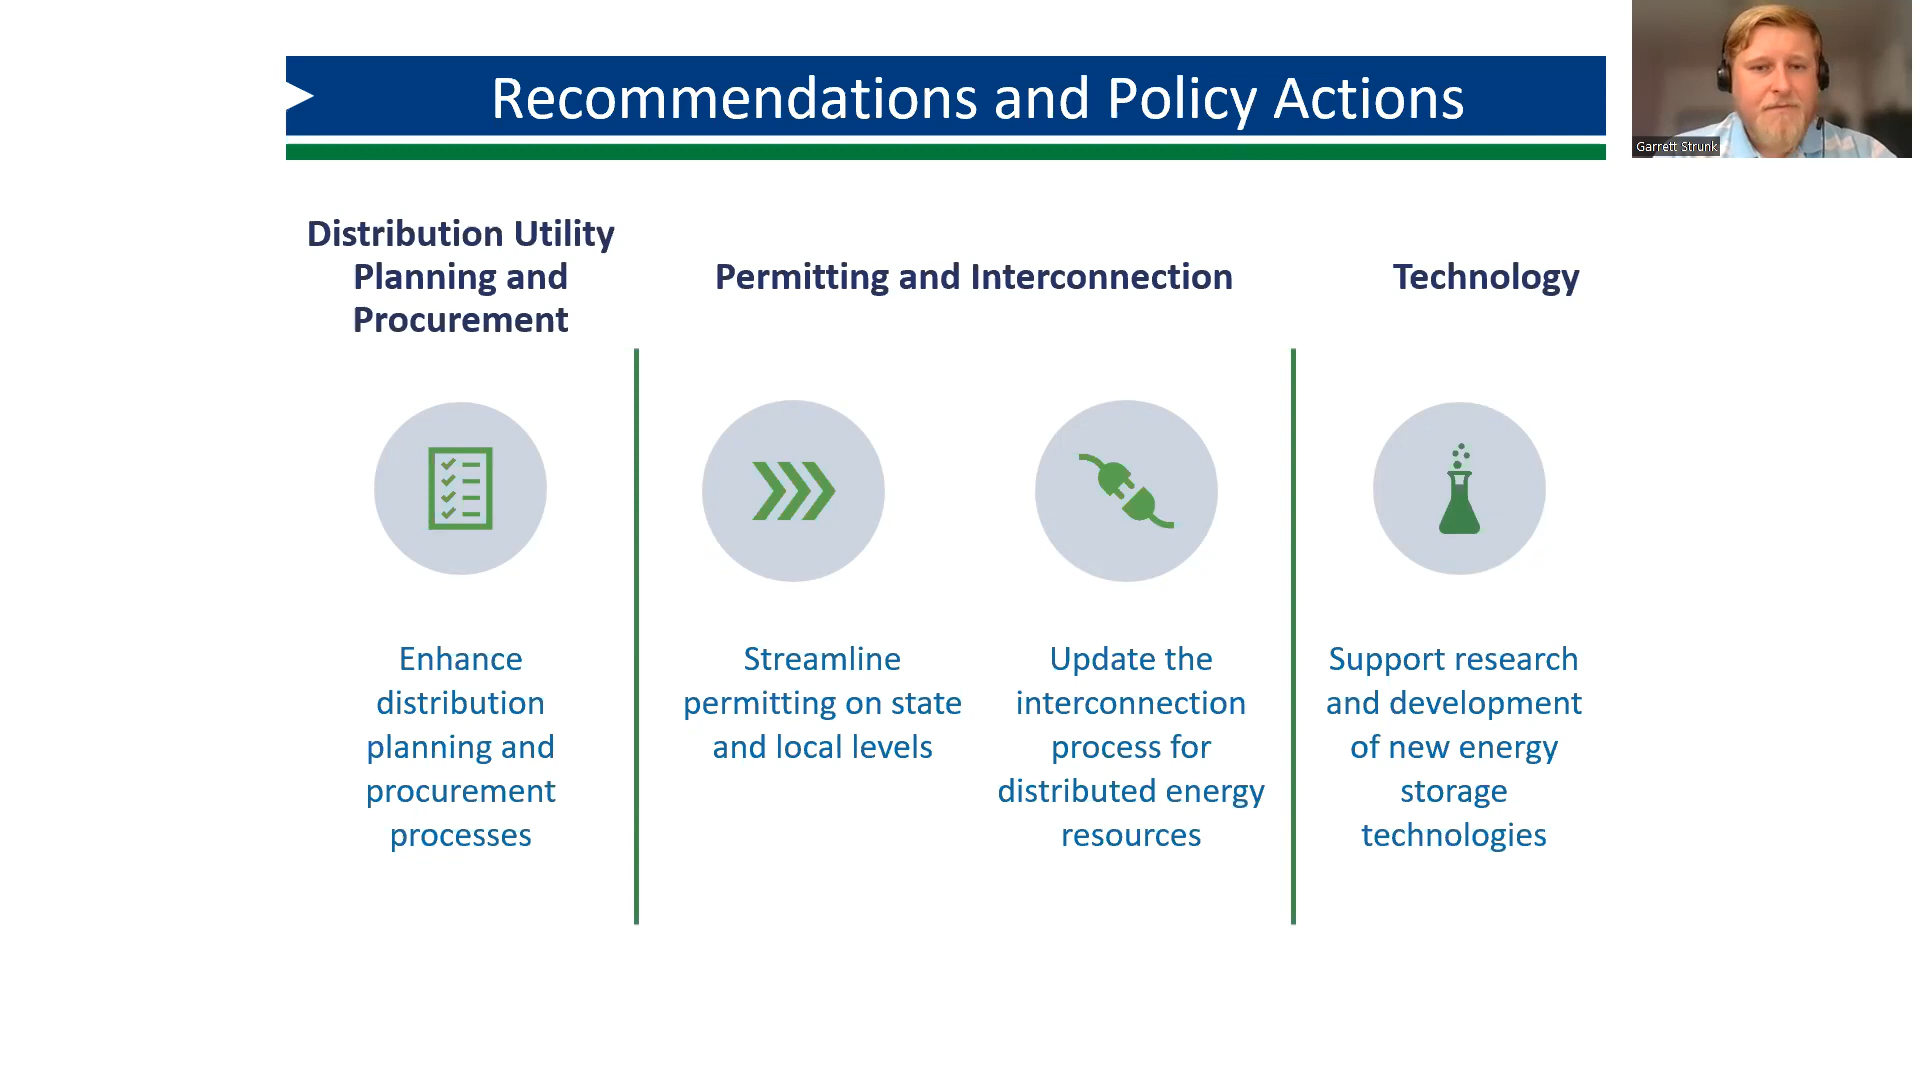 Recommendations and Policy Actions
Garrett Strunk
Distribution Utility
Planning and
Procurement
Permitting and Interconnection
Technology
Enhance
distribution
planning and
procurement
processes
Streamline
permitting on state
and local levels
Update the
interconnection
process for
distributed energy
resources
Support research
and development
of new energy
storage
technologies